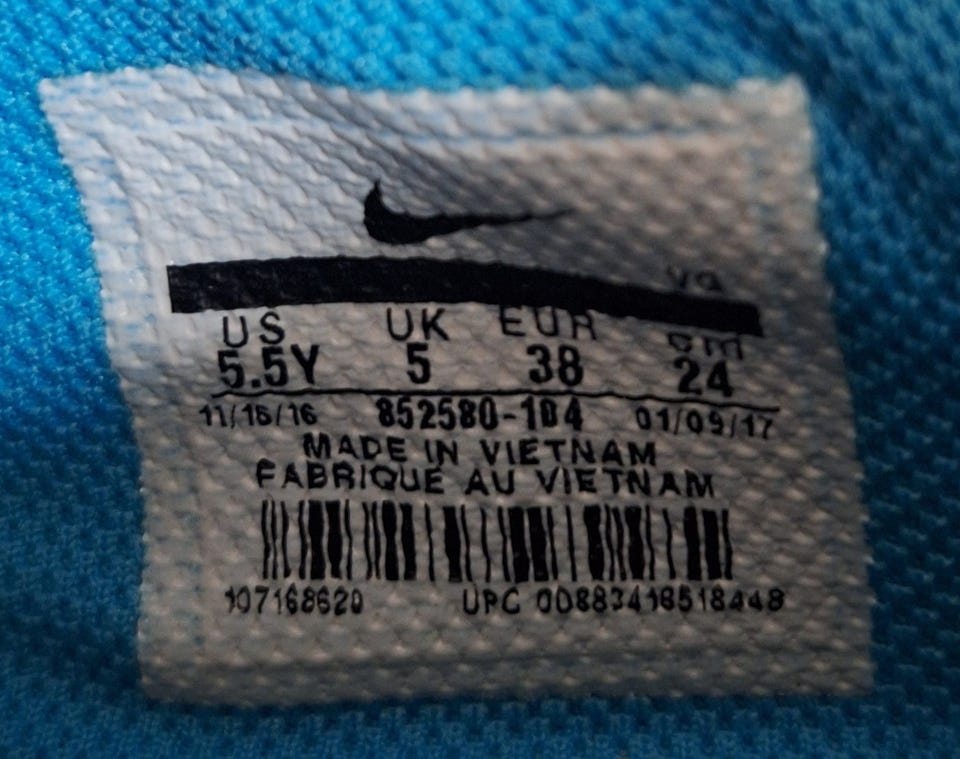 US UK EUR cm
5.5Y 5 38 24
11/16/16 852580-104 01/09/17
MADE IN VIETNAM
FABRIQUE AU VIETNAM
107168620 UPC 00883418518448